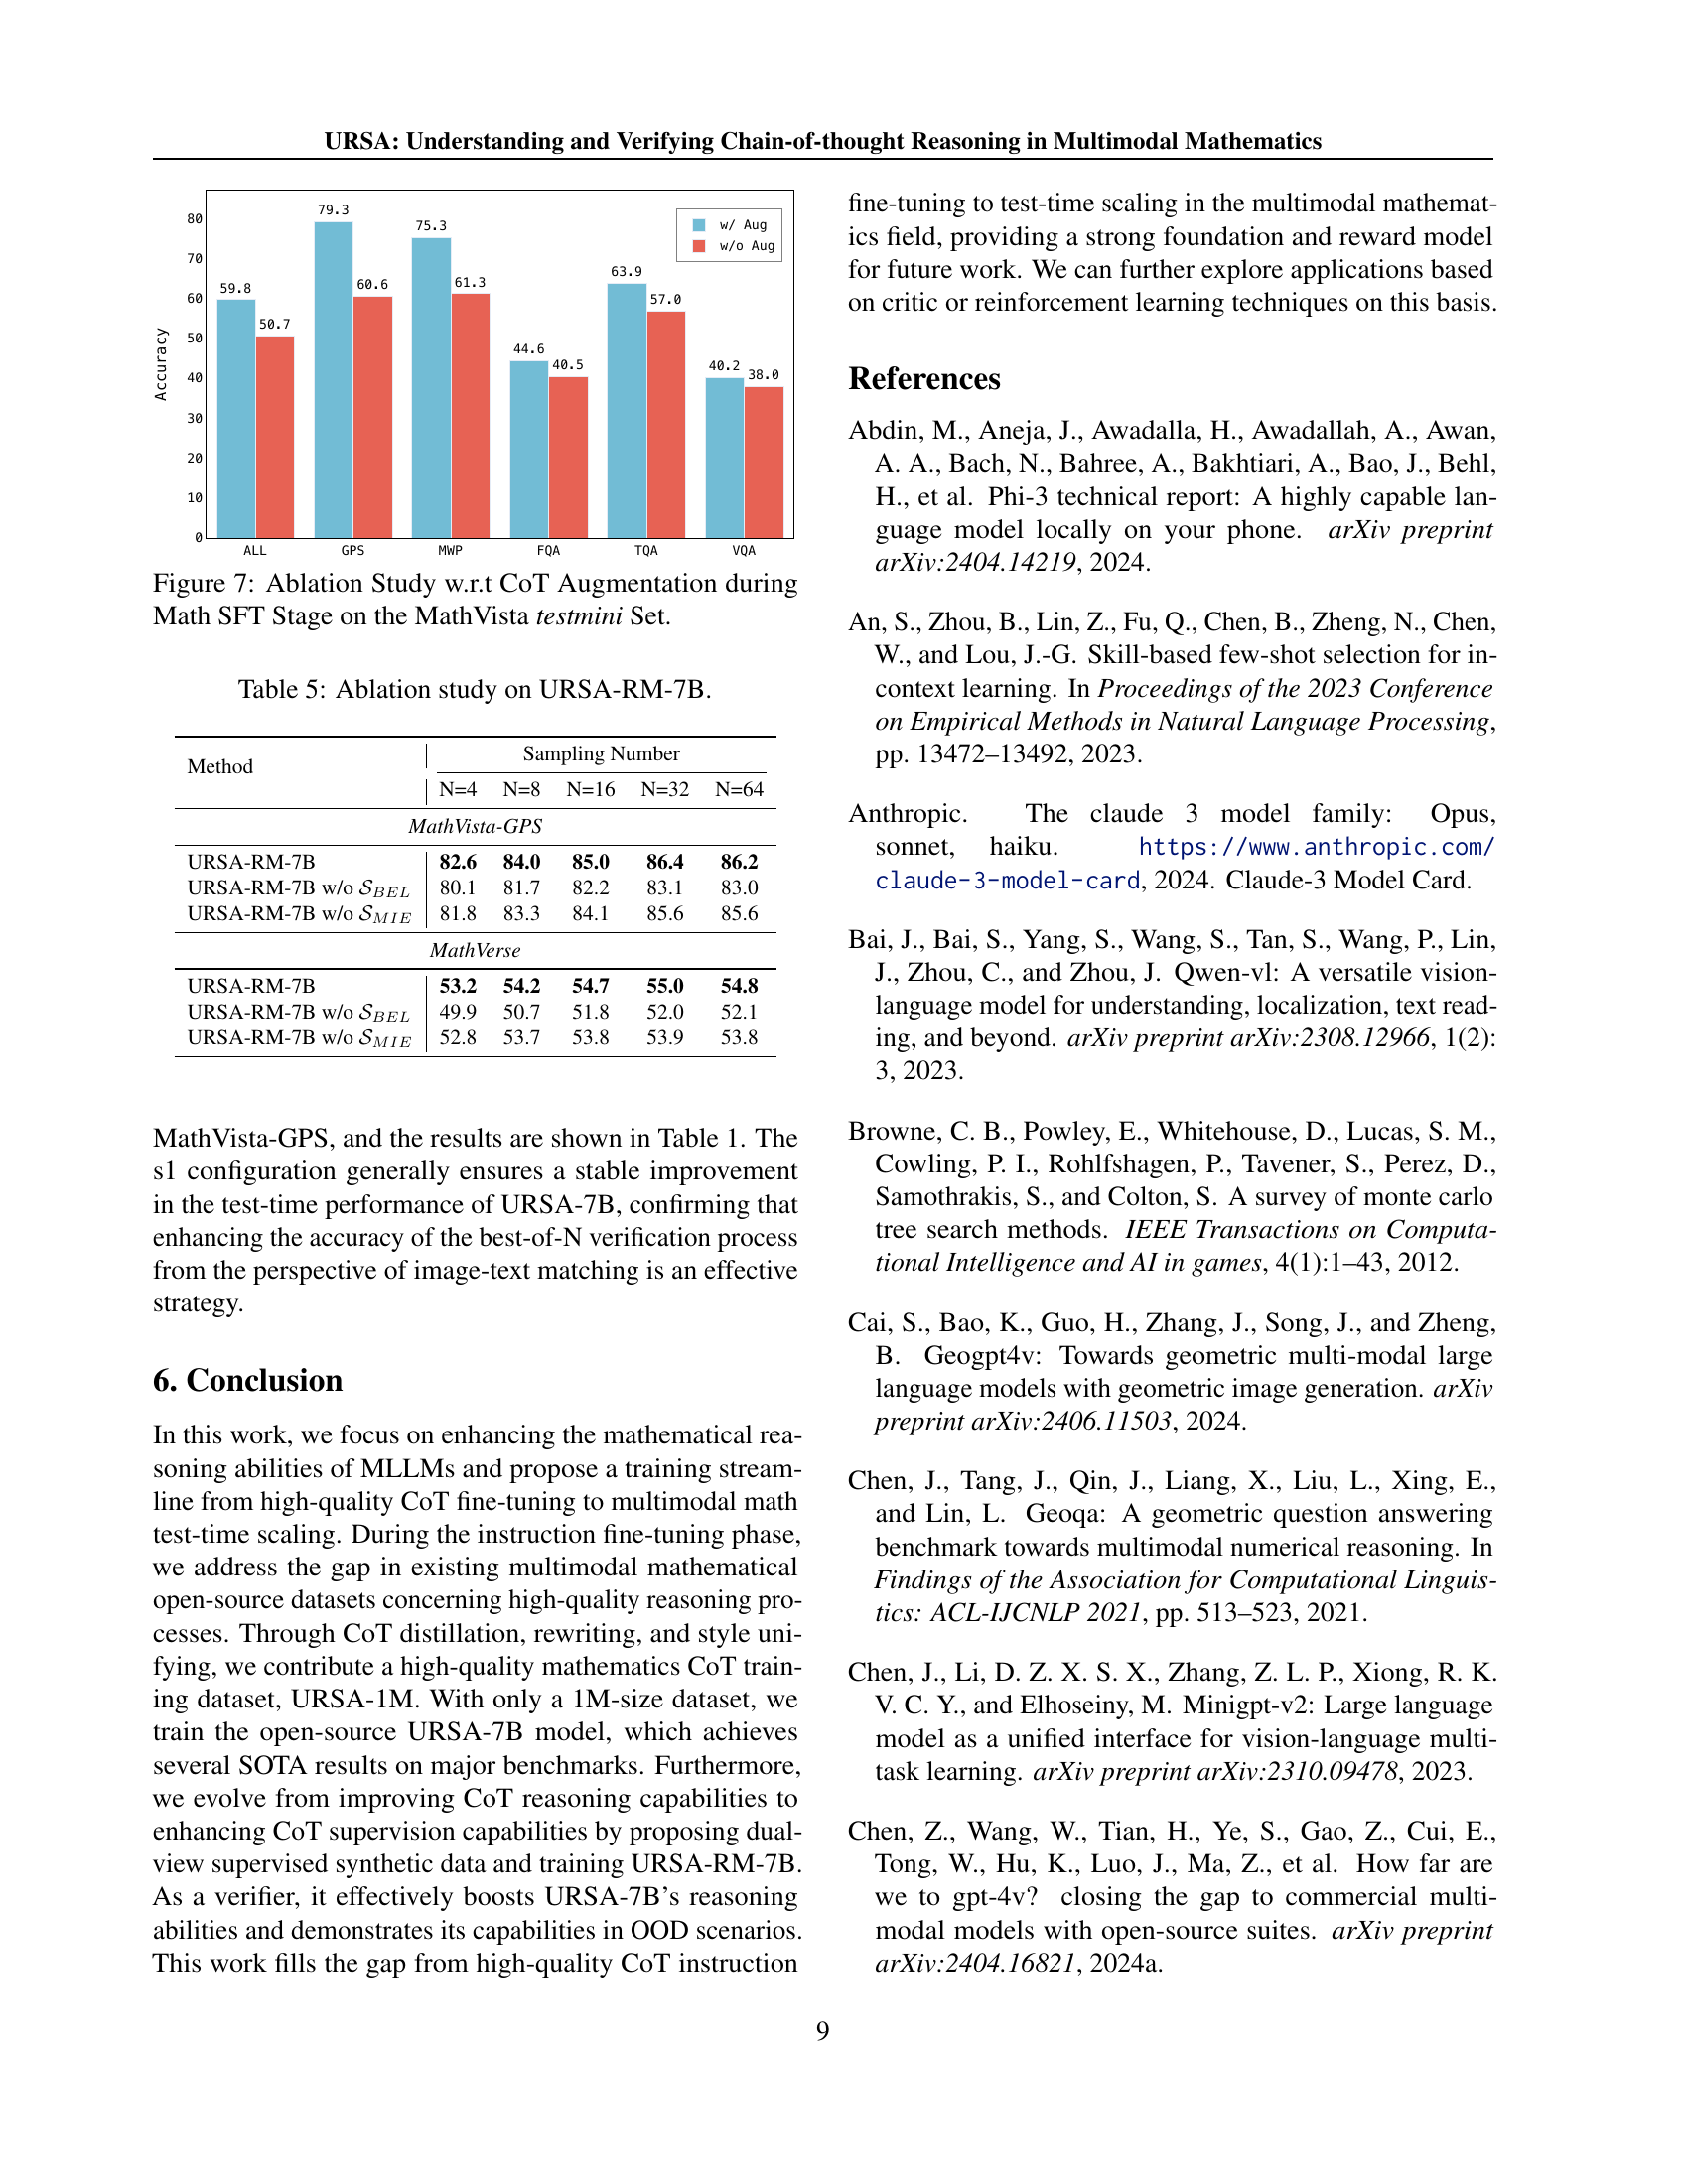 URSA: Understanding and Verifying Chain-of-thought Reasoning in Multimodal Mathematics
Accuracy
80
70
60
50
40
30
20
10
0
59.8
50.7
79.3
60.6
75.3
61.3
44.6
40.5
63.9
57.0
40.2
38.0
w/ Aug
w/o Aug
ALL GPS MWP FQA TQA VQA
Figure 7: Ablation Study w.r.t CoT Augmentation during
Math SFT Stage on the MathVista testmini Set.
Table 5: Ablation study on URSA-RM-7B.
Method Sampling Number
N=4 N=8 N=16 N=32 N=64
MathVista-GPS
URSA-RM-7B 82.6 84.0 85.0 86.4 86.2
URSA-RM-7B w/o S_BEL 80.1 81.7 82.2 83.1 83.0
URSA-RM-7B w/o S_MIE 81.8 83.3 84.1 85.6 85.6
MathVerse
URSA-RM-7B 53.2 54.2 54.7 55.0 54.8
URSA-RM-7B w/o S_BEL 49.9 50.7 51.8 52.0 52.1
URSA-RM-7B w/o S_MIE 52.8 53.7 53.8 53.9 53.8
MathVista-GPS, and the results are shown in Table 1. The
s1 configuration generally ensures a stable improvement
in the test-time performance of URSA-7B, confirming that
enhancing the accuracy of the best-of-N verification process
from the perspective of image-text matching is an effective
strategy.
6. Conclusion
In this work, we focus on enhancing the mathematical rea-
soning abilities of MLLMs and propose a training stream-
line from high-quality CoT fine-tuning to multimodal math
test-time scaling. During the instruction fine-tuning phase,
we address the gap in existing multimodal mathematical
open-source datasets concerning high-quality reasoning pro-
cesses. Through CoT distillation, rewriting, and style uni-
fying, we contribute a high-quality mathematics CoT train-
ing dataset, URSA-1M. With only a 1M-size dataset, we
train the open-source URSA-7B model, which achieves
several SOTA results on major benchmarks. Furthermore,
we evolve from improving CoT reasoning capabilities to
enhancing CoT supervision capabilities by proposing dual-
view supervised synthetic data and training URSA-RM-7B.
As a verifier, it effectively boosts URSA-7B's reasoning
abilities and demonstrates its capabilities in OOD scenarios.
This work fills the gap from high-quality CoT instruction
fine-tuning to test-time scaling in the multimodal mathemat-
ics field, providing a strong foundation and reward model
for future work. We can further explore applications based
on critic or reinforcement learning techniques on this basis.
References
Abdin, M., Aneja, J., Awadalla, H., Awadallah, A., Awan,
A. A., Bach, N., Bahree, A., Bakhtiari, A., Bao, J., Behl,
H., et al. Phi-3 technical report: A highly capable lan-
guage model locally on your phone. arXiv preprint
arXiv:2404.14219, 2024.
An, S., Zhou, B., Lin, Z., Fu, Q., Chen, B., Zheng, N., Chen,
W., and Lou, J.-G. Skill-based few-shot selection for in-
context learning. In Proceedings of the 2023 Conference
on Empirical Methods in Natural Language Processing,
pp. 13472–13492, 2023.
Anthropic. The claude 3 model family: Opus,
sonnet, haiku. https://www.anthropic.com/
claude-3-model-card, 2024. Claude-3 Model Card.
Bai, J., Bai, S., Yang, S., Wang, S., Tan, S., Wang, P., Lin,
J., Zhou, C., and Zhou, J. Qwen-vl: A versatile vision-
language model for understanding, localization, text read-
ing, and beyond. arXiv preprint arXiv:2308.12966, 1(2):
3, 2023.
Browne, C. B., Powley, E., Whitehouse, D., Lucas, S. M.,
Cowling, P. I., Rohlfshagen, P., Tavener, S., Perez, D.,
Samothrakis, S., and Colton, S. A survey of monte carlo
tree search methods. IEEE Transactions on Computa-
tional Intelligence and AI in games, 4(1):1–43, 2012.
Cai, S., Bao, K., Guo, H., Zhang, J., Song, J., and Zheng,
B. Geogpt4v: Towards geometric multi-modal large
language models with geometric image generation. arXiv
preprint arXiv:2406.11503, 2024.
Chen, J., Tang, J., Qin, J., Liang, X., Liu, L., Xing, E.,
and Lin, L. Geoqa: A geometric question answering
benchmark towards multimodal numerical reasoning. In
Findings of the Association for Computational Linguis-
tics: ACL-IJCNLP 2021, pp. 513–523, 2021.
Chen, J., Li, D. Z. X. S. X., Zhang, Z. L. P., Xiong, R. K.
V. C. Y., and Elhoseiny, M. Minigpt-v2: Large language
model as a unified interface for vision-language multi-
task learning. arXiv preprint arXiv:2310.09478, 2023.
Chen, Z., Wang, W., Tian, H., Ye, S., Gao, Z., Cui, E.,
Tong, W., Hu, K., Luo, J., Ma, Z., et al. How far are
we to gpt-4v? closing the gap to commercial multi-
modal models with open-source suites. arXiv preprint
arXiv:2404.16821, 2024a.
9